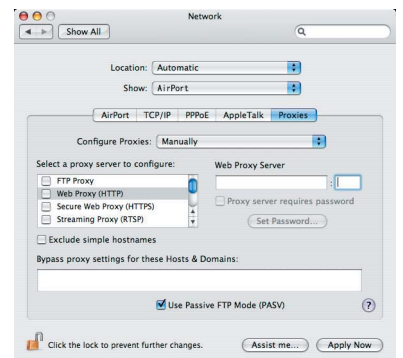 Network
Show All
Location: Automatic
Show: AirPort
AirPort TCP/IP PPPoE AppleTalk Proxies
Configure Proxies: Manually
Select a proxy server to configure: Web Proxy Server
FTP Proxy
Web Proxy (HTTP) :
Secure Web Proxy (HTTPS) Proxy server requires password
Streaming Proxy (RTSP) Set Password...
Exclude simple hostnames
Bypass proxy settings for these Hosts & Domains:
Use Passive FTP Mode (PASV) ?
Click the lock to prevent further changes. Assist me... Apply Now